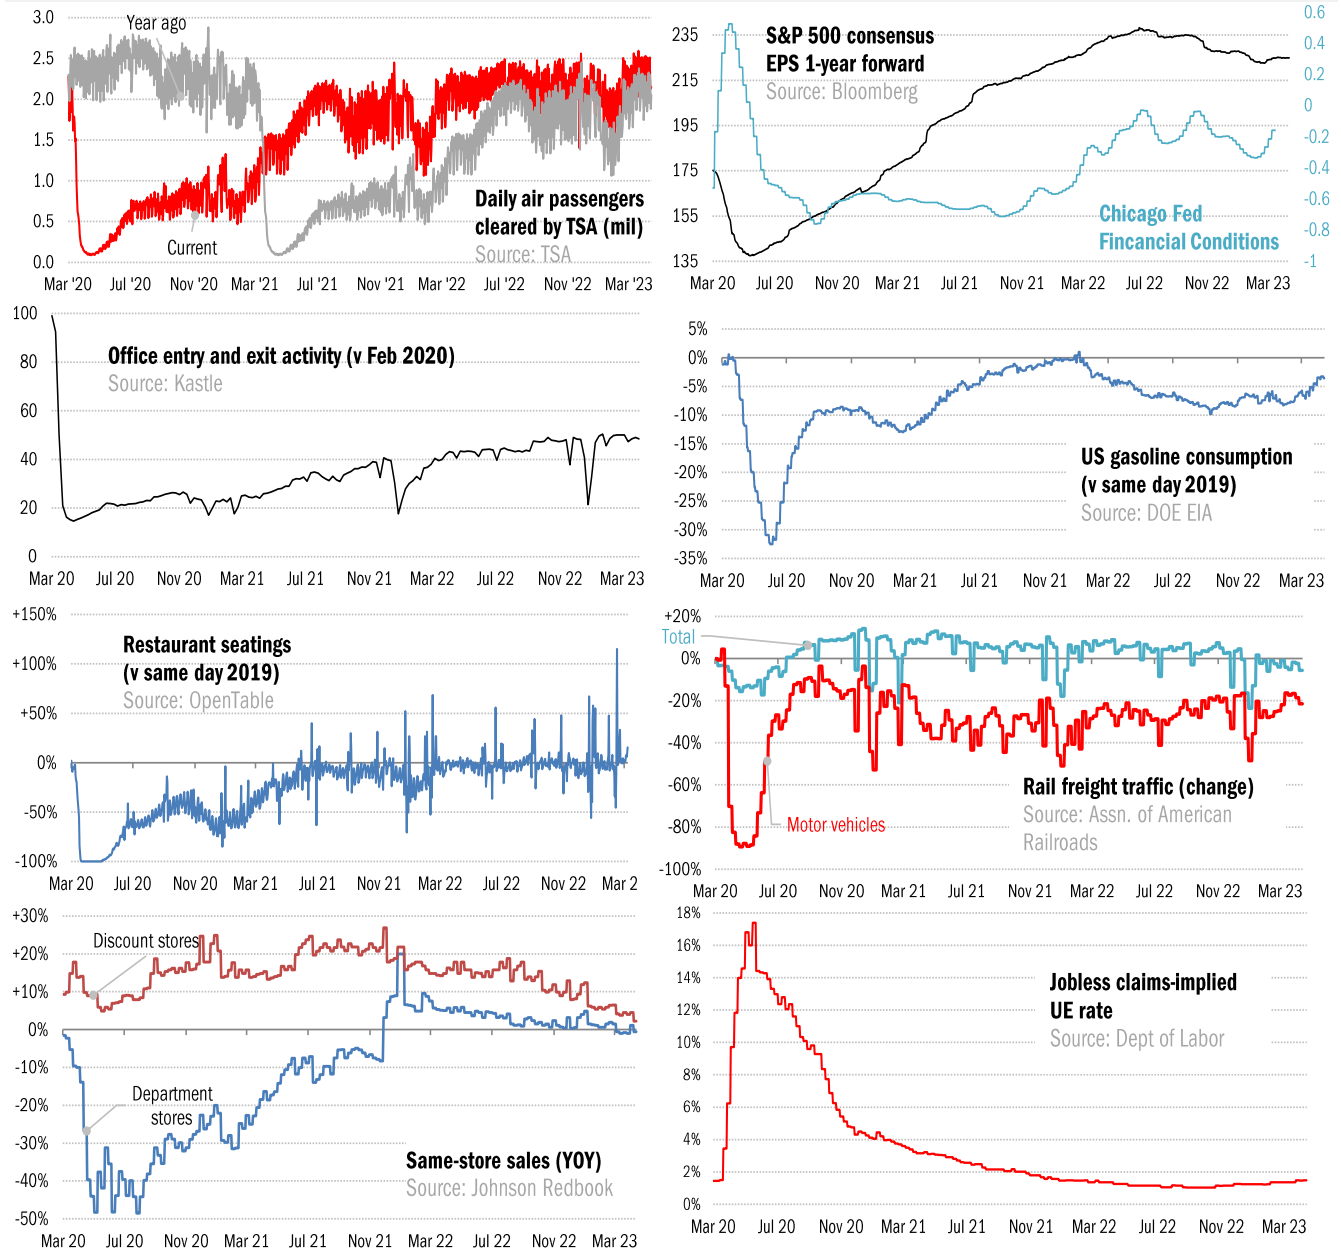 3.0
2.5
2.0
1.5
1.0
0.5
0.0
Year ago
Current
Daily air passengers
cleared by TSA (mil)
Source: TSA
Mar '20 Jul '20 Nov '20 Mar '21 Jul '21 Nov '21 Mar '22 Jul '22 Nov '22 Mar '23
235
215
195
175
155
135
S&P 500 consensus
EPS 1-year forward
Source: Bloomberg
0.6
0.4
0.2
0
-0.2
-0.4
-0.6
-0.8
-1
Chicago Fed
Fincancial Conditions
Mar 20 Jul 20 Nov 20 Mar 21 Jul 21 Nov 21 Mar 22 Jul 22 Nov 22 Mar 23
100
80
60
40
20
0
Office entry and exit activity (v Feb 2020)
Source: Kastle
Mar 20 Jul 20 Nov 20 Mar 21 Jul 21 Nov 21 Mar 22 Jul 22 Nov 22 Mar 23
5%
0%
-5%
-10%
-15%
-20%
-25%
-30%
-35%
US gasoline consumption
(v same day 2019)
Source: DOE EIA
Mar 20 Jul 20 Nov 20 Mar 21 Jul 21 Nov 21 Mar 22 Jul 22 Nov 22 Mar 23
+150%
+100%
+50%
0%
-50%
-100%
Restaurant seatings
(v same day 2019)
Source: OpenTable
Mar 20 Jul 20 Nov 20 Mar 21 Jul 21 Nov 21 Mar 22 Jul 22 Nov 22 Mar 2
+20%
0%
-20%
-40%
-60%
-80%
-100%
Total
Motor vehicles
Rail freight traffic (change)
Source: Assn. of American
Railroads
Mar 20 Jul 20 Nov 20 Mar 21 Jul 21 Nov 21 Mar 22 Jul 22 Nov 22 Mar 23
+30%
+20%
+10%
0%
-10%
-20%
-30%
-40%
-50%
Discount stores
Department
stores
Same-store sales (YOY)
Source: Johnson Redbook
Mar 20 Jul 20 Nov 20 Mar 21 Jul 21 Nov 21 Mar 22 Jul 22 Nov 22 Mar 23
18%
16%
14%
12%
10%
8%
6%
4%
2%
0%
Jobless claims-implied
UE rate
Source: Dept of Labor
Mar 20 Jul 20 Nov 20 Mar 21 Jul 21 Nov 21 Mar 22 Jul 22 Nov 22 Mar 23